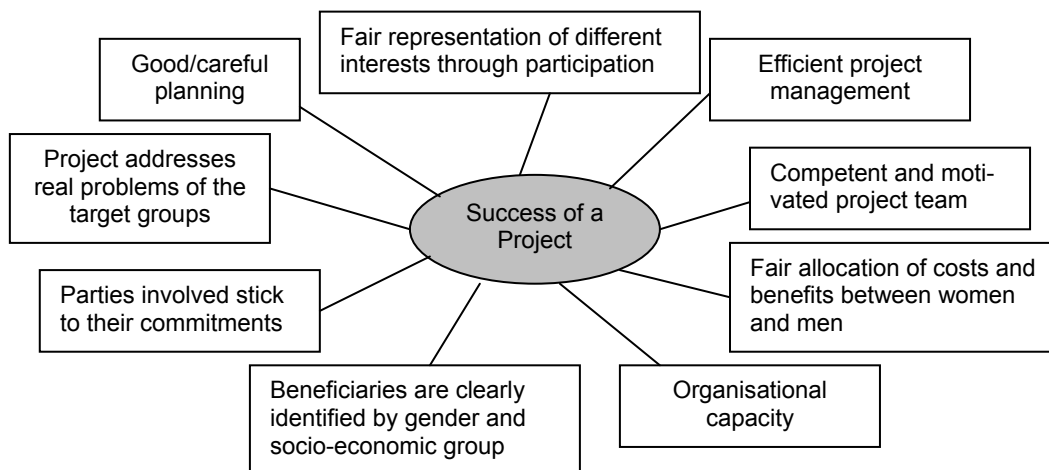 Fair representation of different
interests through participation
Good/careful
planning
Efficient project
management
Project addresses
real problems of the
target groups
Competent and moti-
vated project team
Success of a
Project
Parties involved stick
to their commitments
Fair allocation of costs and
benefits between women
and men
Beneficiaries are clearly
identified by gender and
socio-economic group
Organisational
capacity